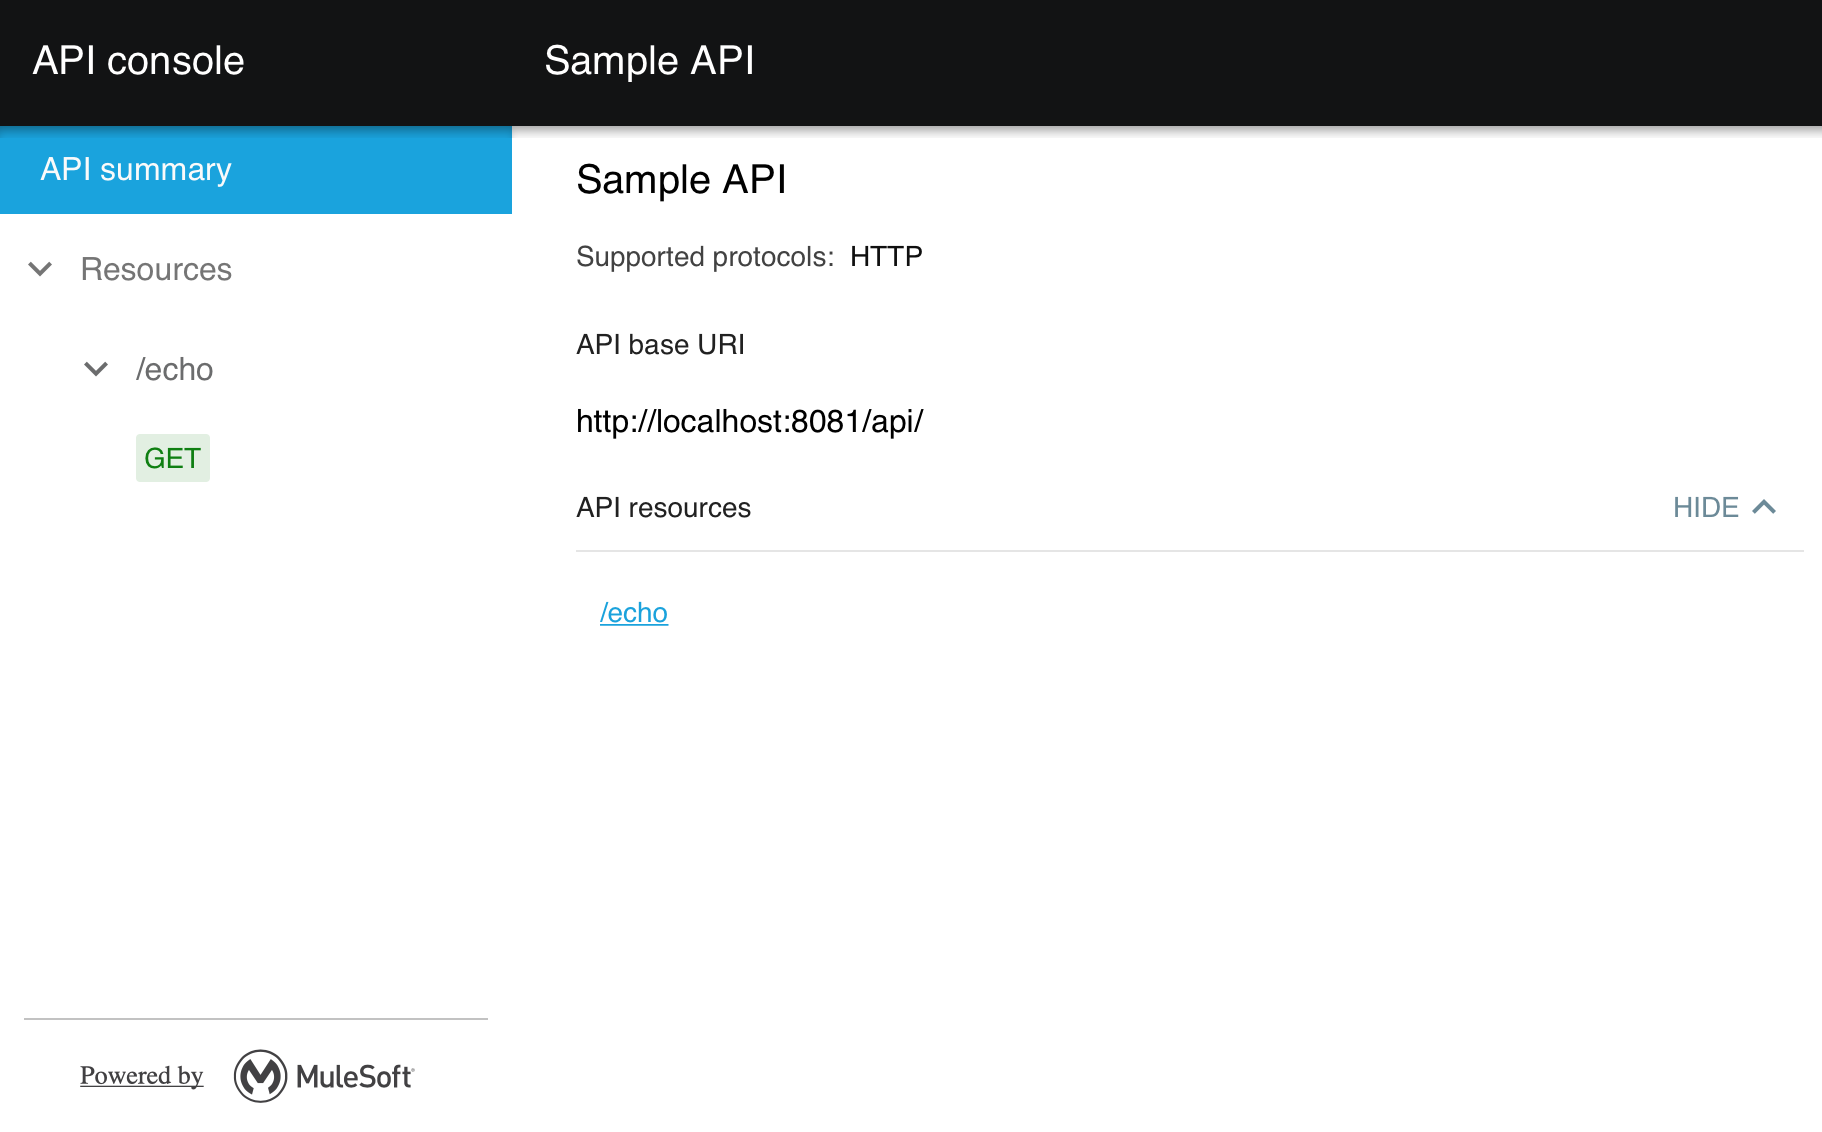 API console
Sample API
API summary
Resources
/echo
GET
Powered by
MuleSoft
Sample API
Supported protocols: HTTP
API base URI
http://localhost:8081/api/
API resources
HIDE
/echo